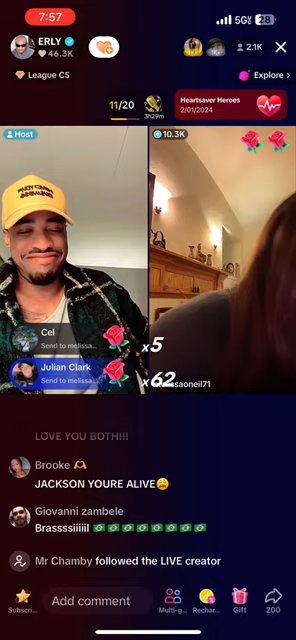 7:57
5G
28
ERLY
46.3K
2.1K
League C5
Explore >
11/20
3h29m
Heartsaver Heroes
2/01/2024
Host
10.3K
Cel
Send to melissa...
x5
Julian Clark
Send to melissa...
x62
saoneil71
LOVE YOU BOTH!!!
Brooke 🫶
JACKSON YOURE ALIVE😩
Giovanni zambele
Brassssiiiiil 🇧🇷 🇧🇷 🇧🇷 🇧🇷 🇧🇷 🇧🇷 🇧🇷 🇧🇷
Mr Chamby followed the LIVE creator
Add comment
Subscri...
Multi-g...
Rechar...
Gift
200